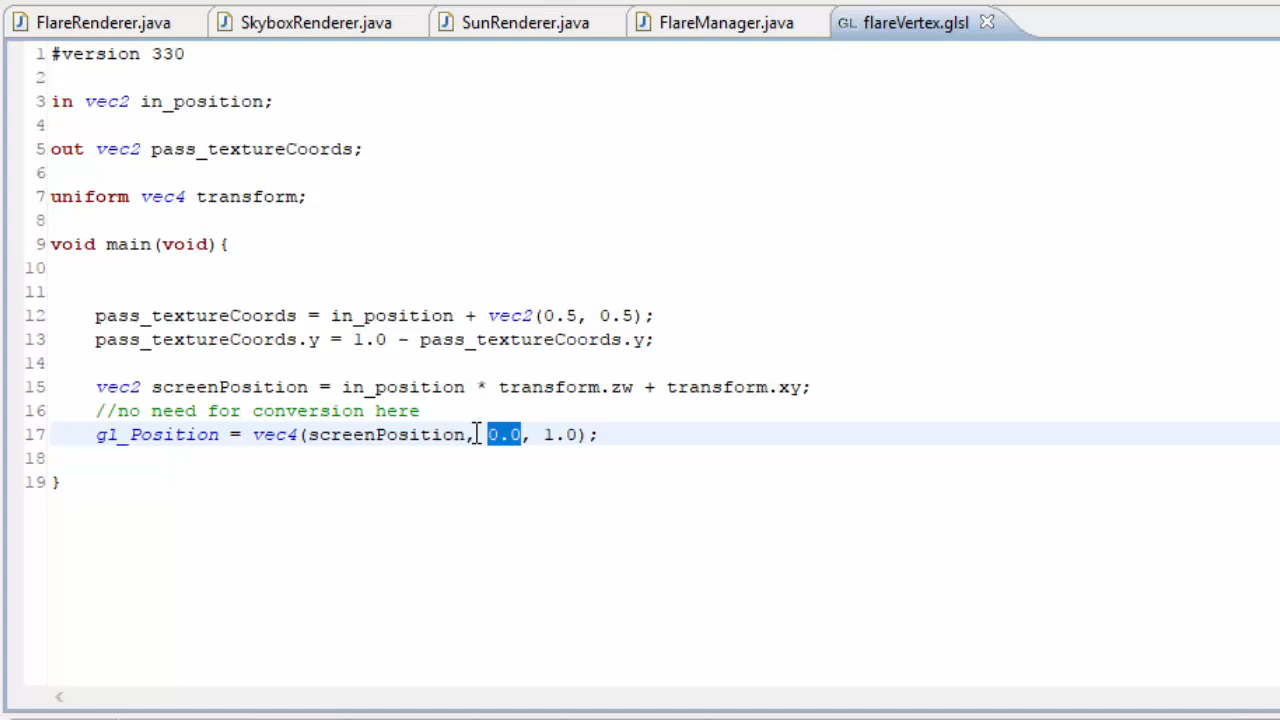 FlareRenderer.java SkyboxRenderer.java SunRenderer.java FlareManager.java GL flareVertex.glsl
1 #version 330
2
3 in vec2 in_position;
4
5 out vec2 pass_textureCoords;
6
7 uniform vec4 transform;
8
9 void main(void){
10
11
12 pass_textureCoords = in_position + vec2(0.5, 0.5);
13 pass_textureCoords.y = 1.0 - pass_textureCoords.y;
14
15 vec2 screenPosition = in_position * transform.zw + transform.xy;
16 //no need for conversion here
17 gl_Position = vec4(screenPosition, 0.0, 1.0);
18
19 }